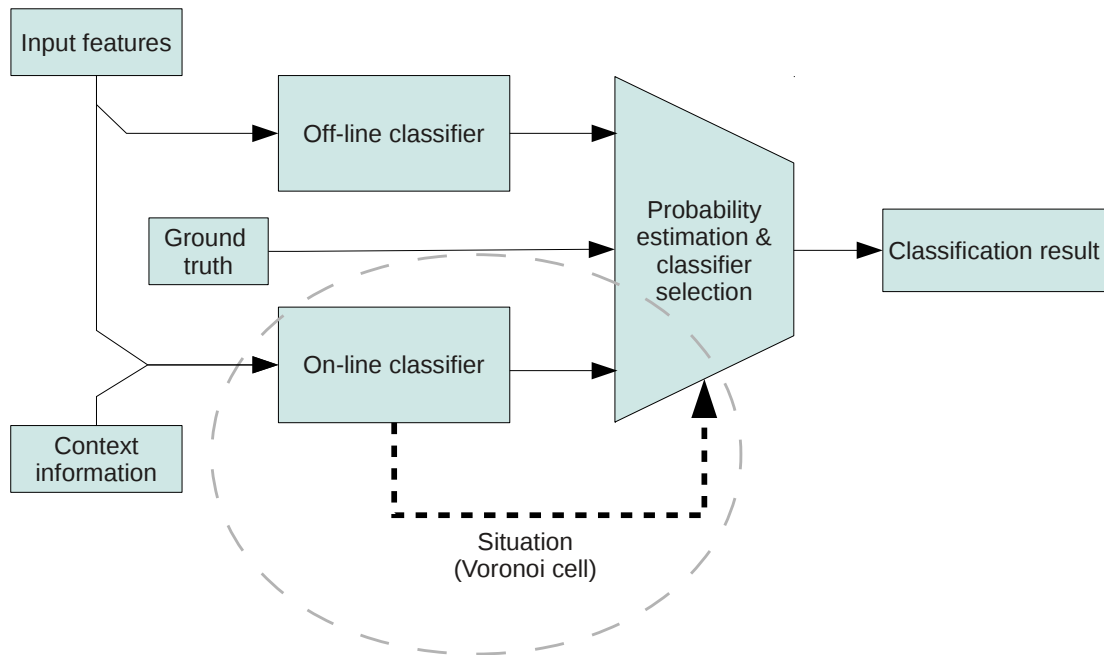 Input features
Off-line classifier
Ground
truth
Probability
estimation &
classifier
selection
Classification result
On-line classifier
Context
information
Situation
(Voronoi cell)